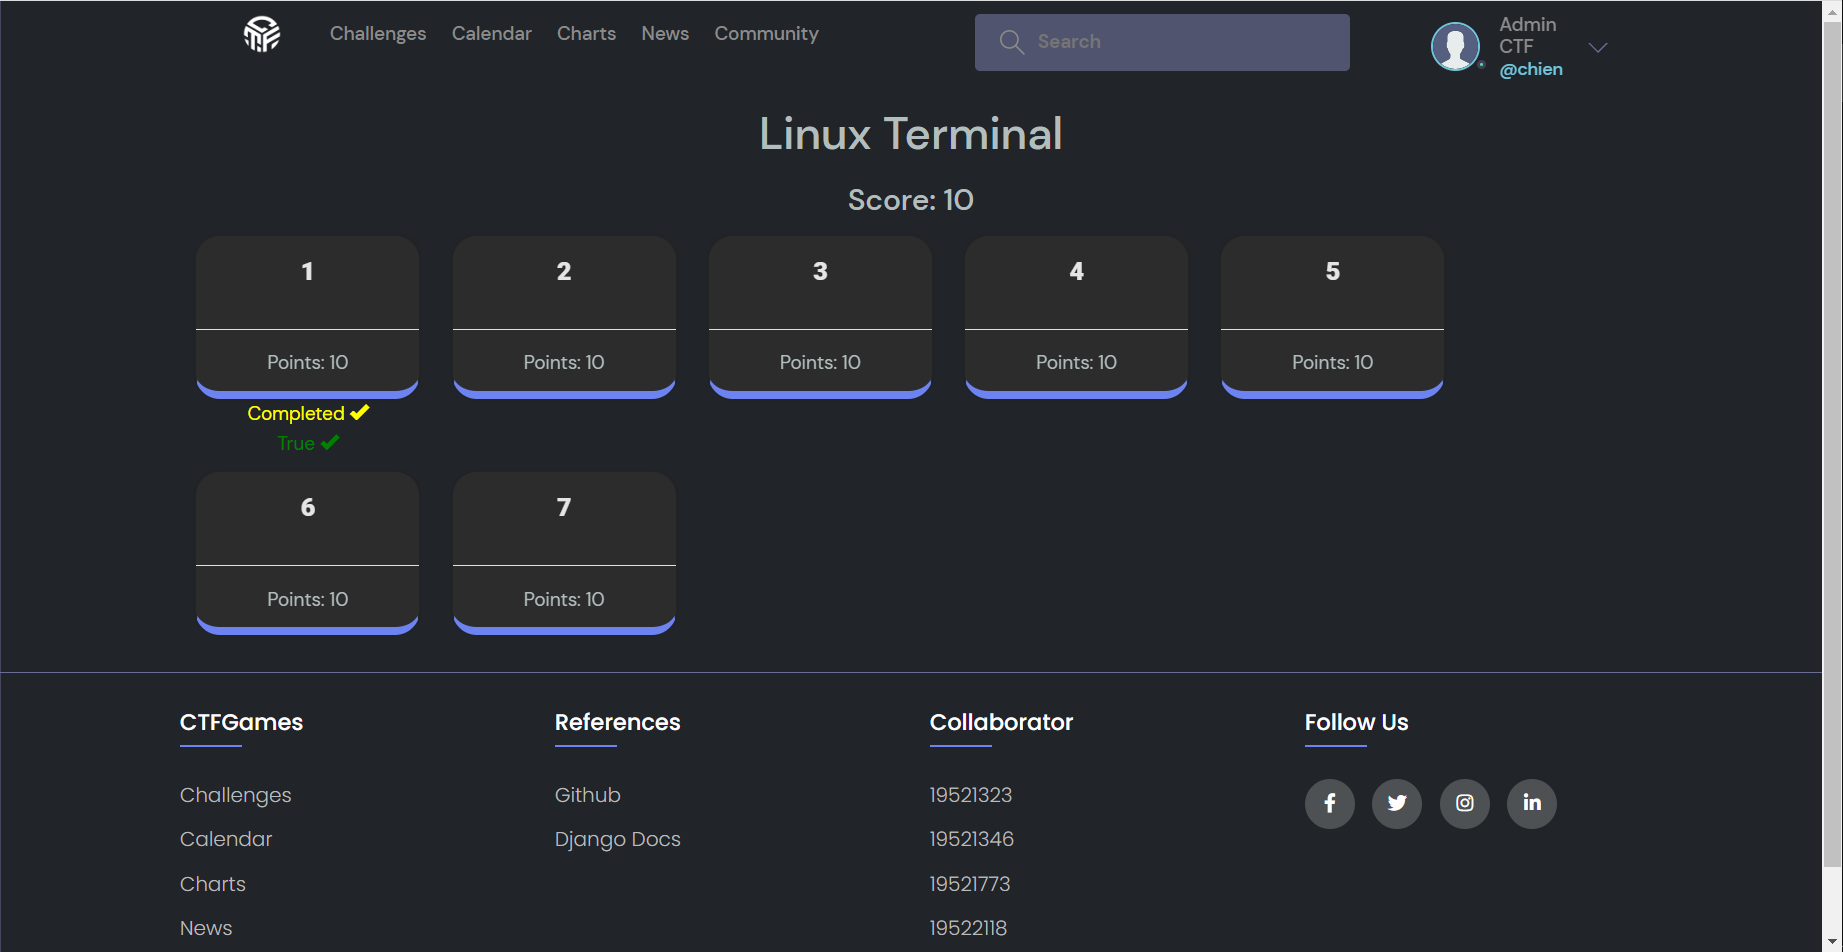 Challenges Calendar Charts News Community
Search
Admin
CTF
@chien
Linux Terminal
Score: 10
1
Points: 10
Completed
True
2
Points: 10
3
Points: 10
4
Points: 10
5
Points: 10
6
Points: 10
7
Points: 10
CTFGames
Challenges
Calendar
Charts
News
References
Github
Django Docs
Collaborator
19521323
19521346
19521773
19522118
Follow Us